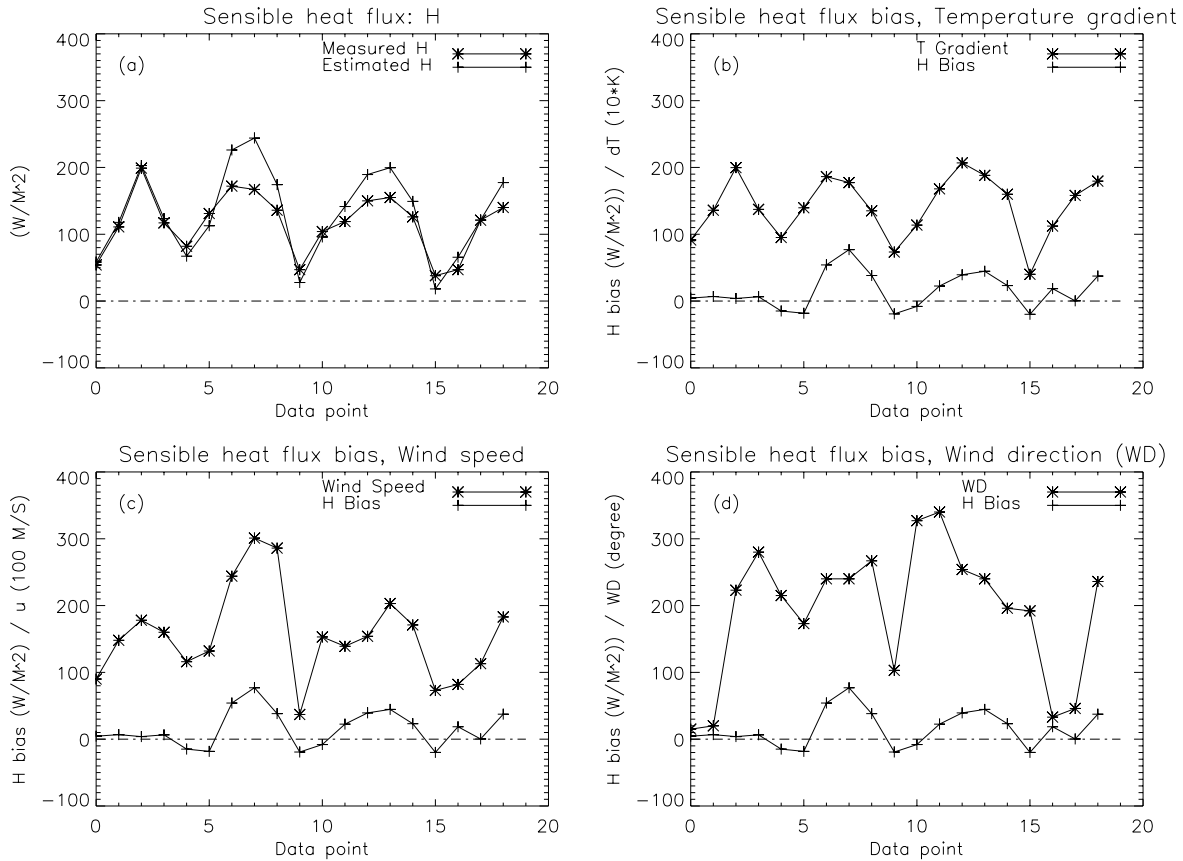 Sensible heat flux: H
400
300
200
100
0
−100
(W/M^2)
(a)
Measured H
Estimated H
0
5
10
15
20
Data point
Sensible heat flux bias, Temperature gradient
400
300
200
100
0
−100
H bias (W/M^2)) / dT (10*K)
(b)
T Gradient
H Bias
0
5
10
15
20
Data point
Sensible heat flux bias, Wind speed
400
300
200
100
0
−100
H bias (W/M^2) / u (100 M/S)
(c)
Wind Speed
H Bias
0
5
10
15
20
Data point
Sensible heat flux bias, Wind direction (WD)
400
300
200
100
0
−100
H bias (W/M^2)) / WD (degree)
(d)
WD
H Bias
0
5
10
15
20
Data point